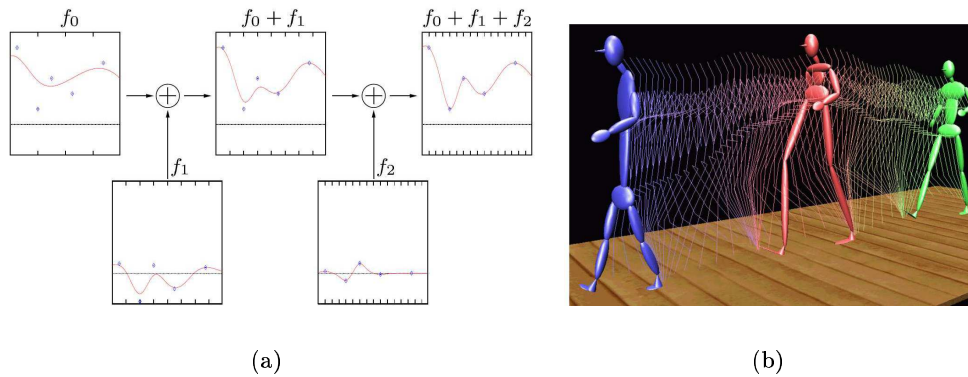 f₀
f₀ + f₁
f₀ + f₁ + f₂
f₁
f₂
(a)
(b)